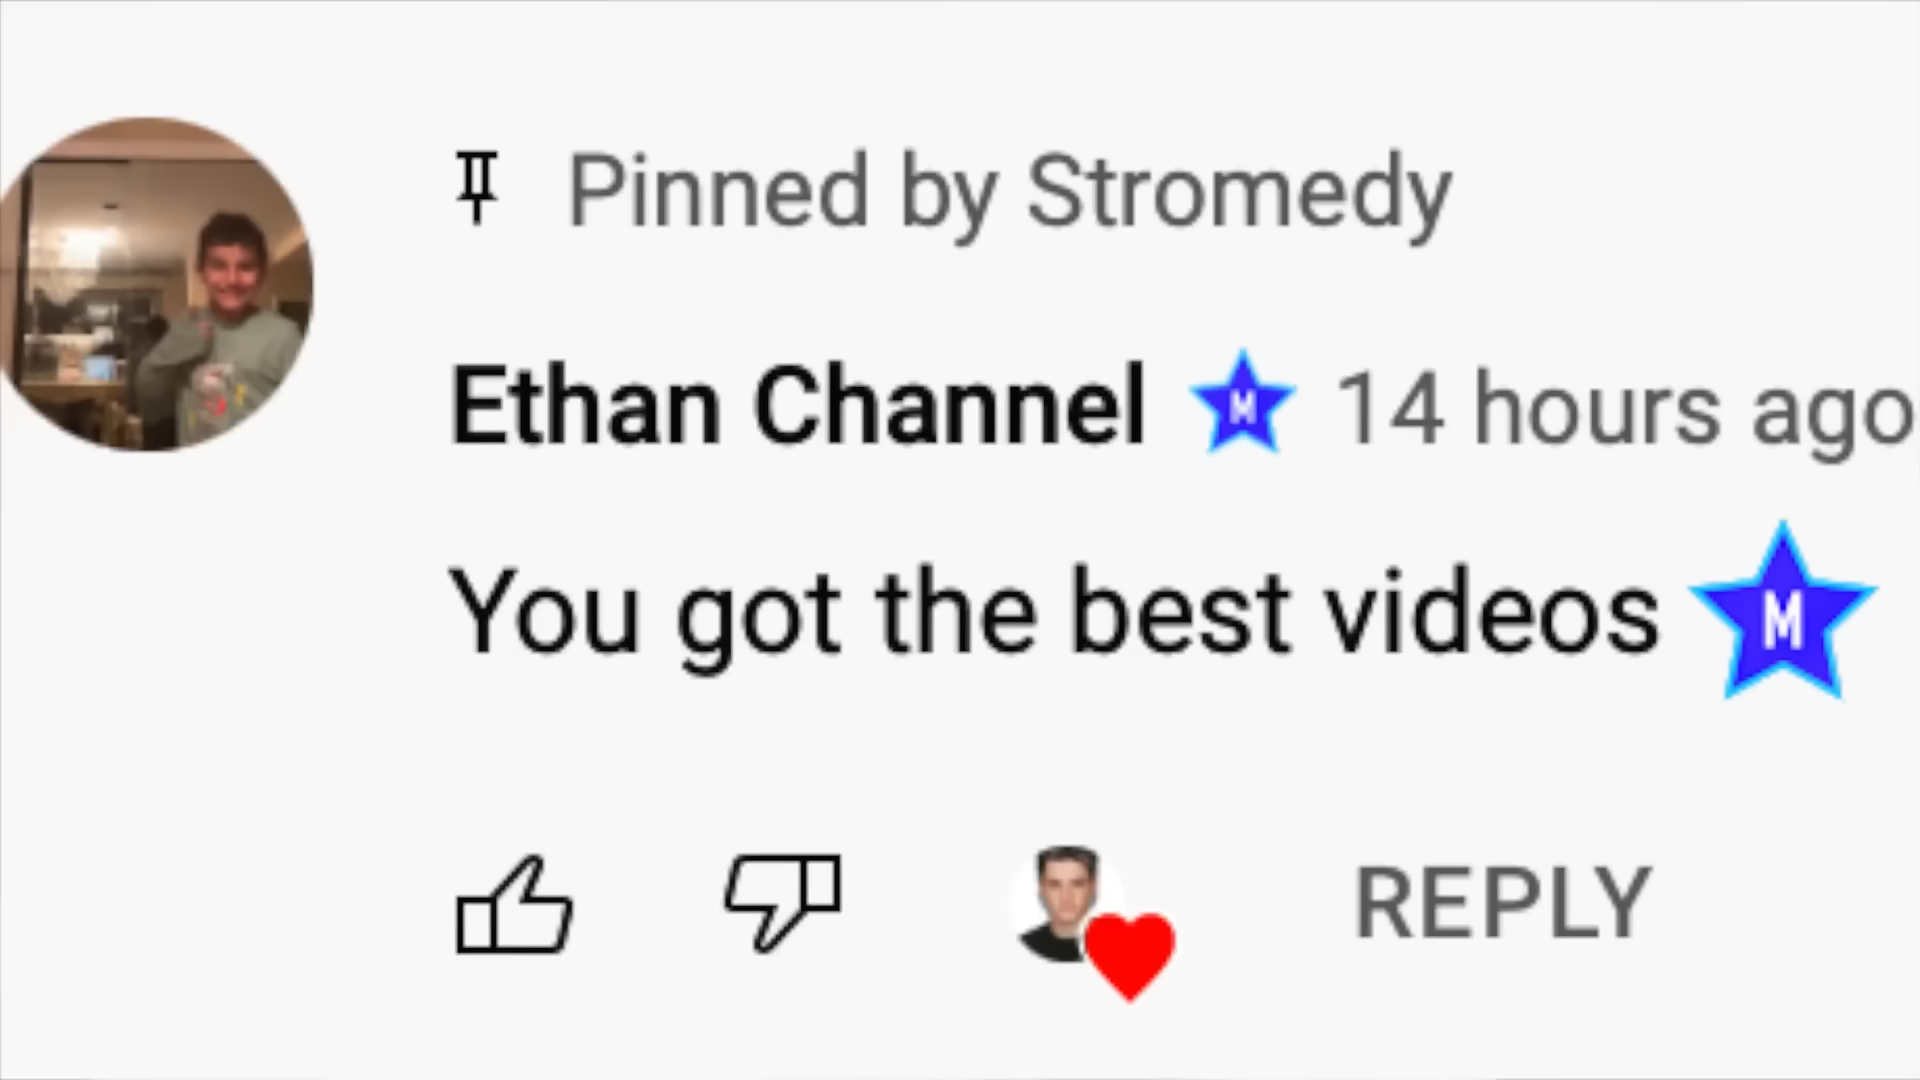 Pinned by Stromedy
Ethan Channel M 14 hours ago
You got the best videos M
REPLY